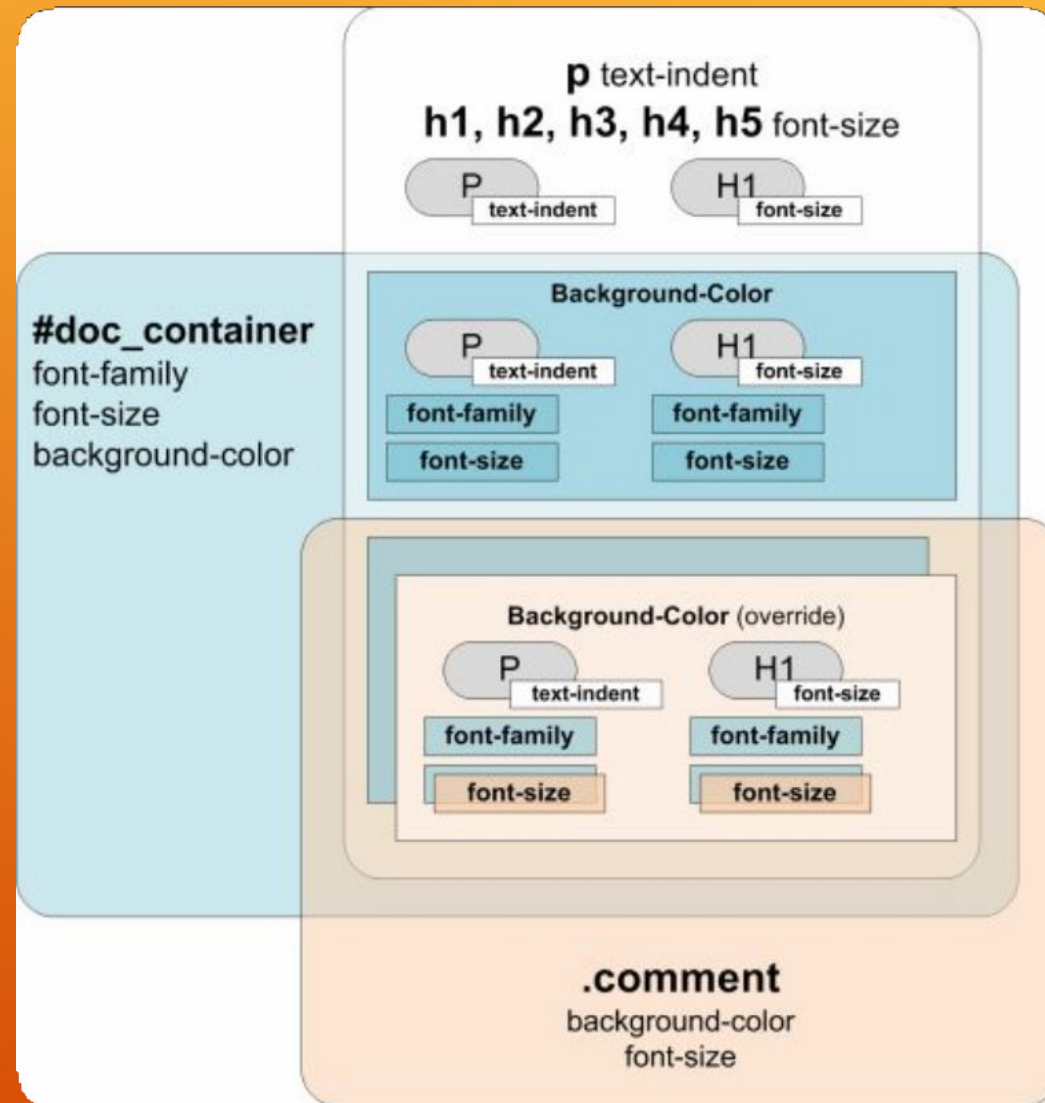 p text-indent
h1, h2, h3, h4, h5 font-size
P
text-indent
H1
font-size
#doc_container
font-family
font-size
background-color
Background-Color
P
text-indent
H1
font-size
font-family
font-family
font-size
font-size
Background-Color (override)
P
text-indent
H1
font-size
font-family
font-family
font-size
font-size
.comment
background-color
font-size